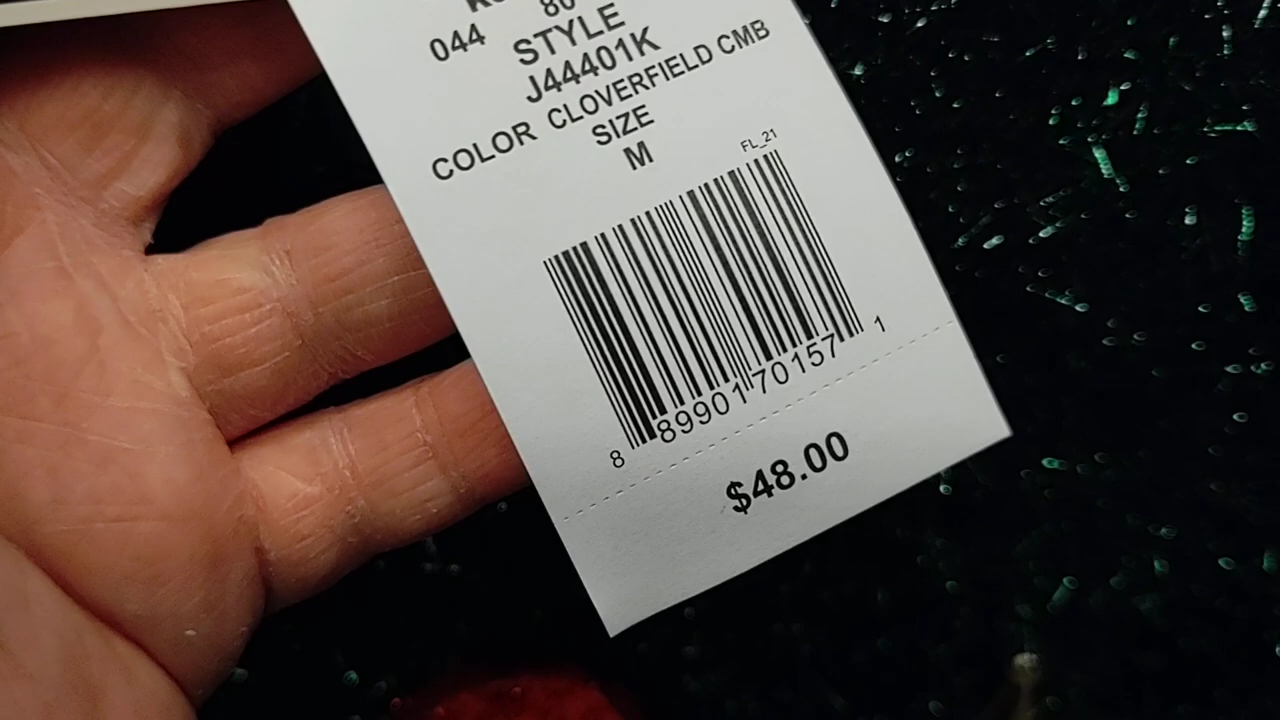 044
STYLE
J44401K
COLOR CLOVERFIELD CMB
SIZE
M
FL_21
8 89901 70157 1
$48.00